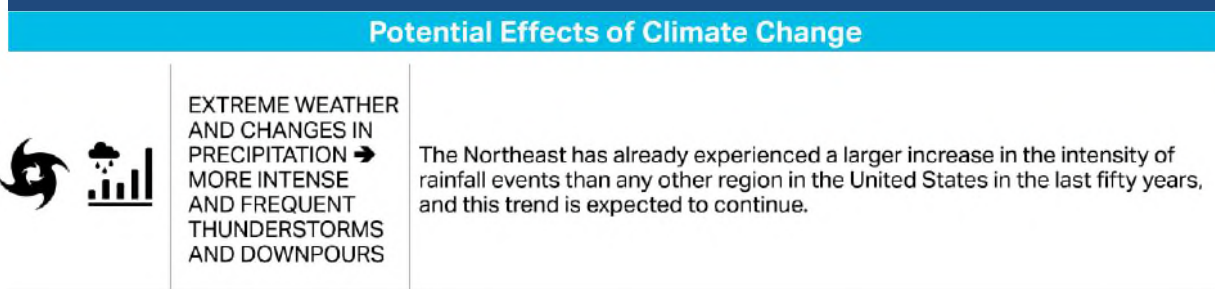 Potential Effects of Climate Change
EXTREME WEATHER
AND CHANGES IN
PRECIPITATION ➔
MORE INTENSE
AND FREQUENT
THUNDERSTORMS
AND DOWNPOURS
The Northeast has already experienced a larger increase in the intensity of
rainfall events than any other region in the United States in the last fifty years,
and this trend is expected to continue.